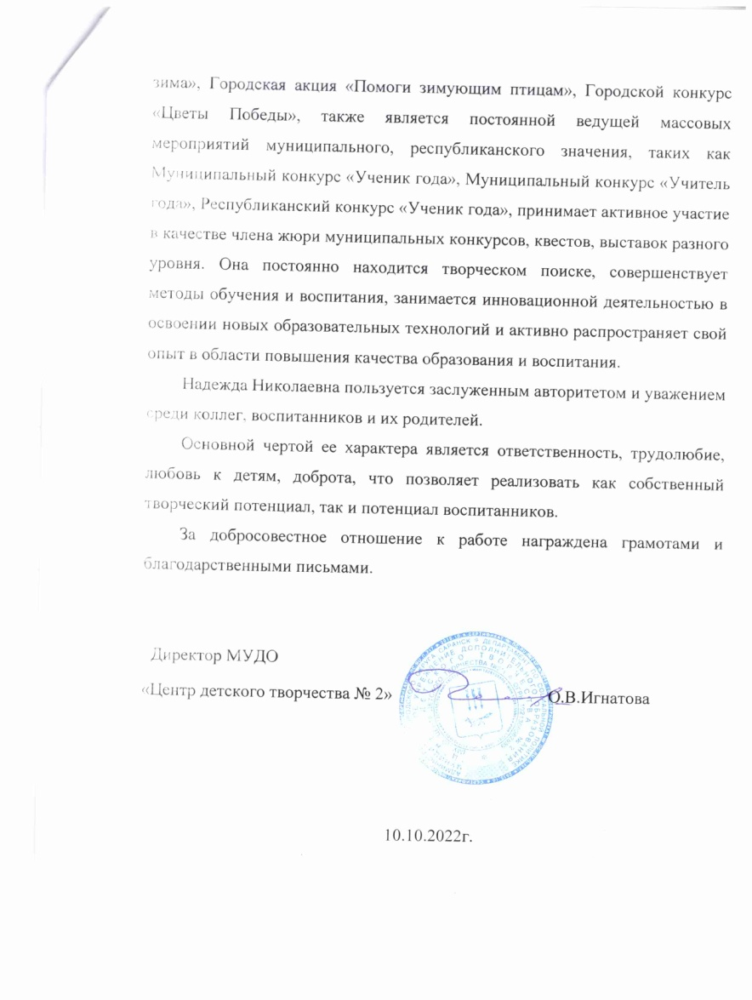 зима», Городская акция «Помоги зимующим птицам», Городской конкурс
«Цветы Победы», также является постоянной ведущей массовых
мероприятий муниципального, республиканского значения, таких как
Муниципальный конкурс «Ученик года», Муниципальный конкурс «Учитель
года», Республиканский конкурс «Ученик года», принимает активное участие
в качестве члена жюри муниципальных конкурсов, квестов, выставок разного
уровня. Она постоянно находится творческом поиске, совершенствует
методы обучения и воспитания, занимается инновационной деятельностью в
освоении новых образовательных технологий и активно распространяет свой
опыт в области повышения качества образования и воспитания.
Надежда Николаевна пользуется заслуженным авторитетом и уважением
среди коллег, воспитанников и их родителей.
Основной чертой ее характера является ответственность, трудолюбие,
любовь к детям, доброта, что позволяет реализовать как собственный
творческий потенциал, так и потенциал воспитанников.
За добросовестное отношение к работе награждена грамотами и
благодарственными письмами.
Директор МУДО
«Центр детского творчества № 2» О.В.Игнатова
10.10.2022г.